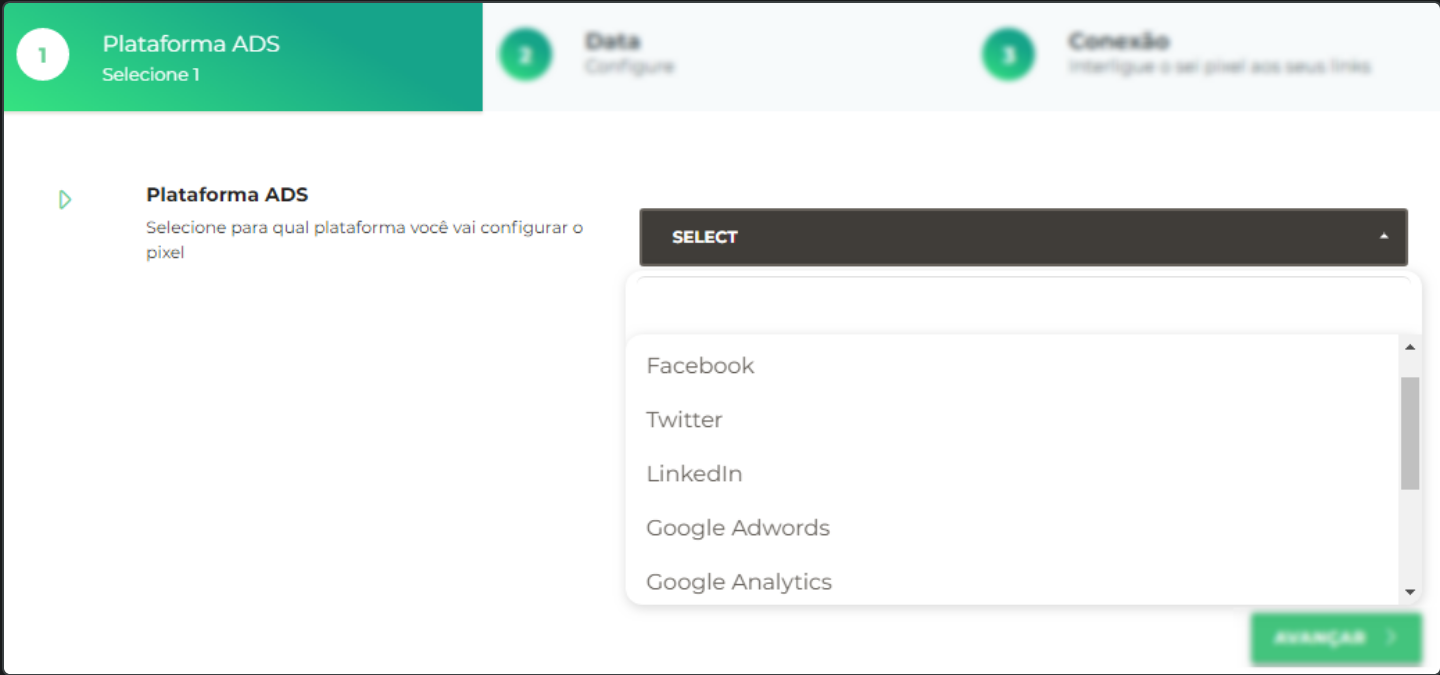 1
Plataforma ADS
Selecione 1
2
Data
Configure
3
Conexão
Interligue o sei pixel aos seus links
Plataforma ADS
Selecione para qual plataforma você vai configurar o
pixel
SELECT
Facebook
Twitter
LinkedIn
Google Adwords
Google Analytics
AVANÇAR